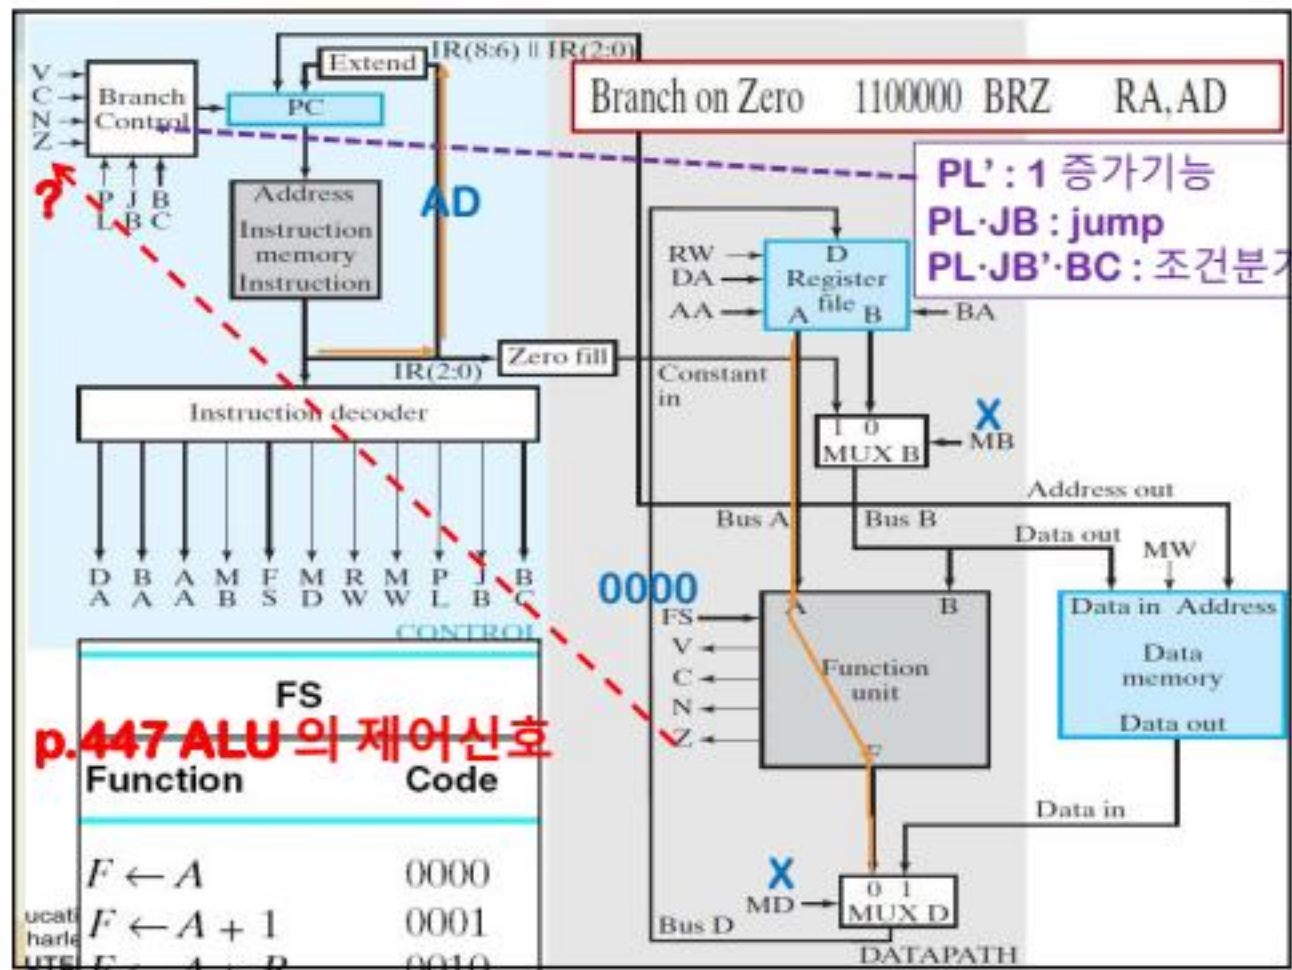 IR(8:6) || IR(2:0)
Extend
V
C
N
Z
Branch Control
PC
P L
J B
B C
?
AD
Address
Instruction memory
Instruction
IR(2:0)
Zero fill
Instruction decoder
D A
B A
A A
M B
F S
M D
R W
M W
P L
J B
B C
CONTROL
Branch on Zero 1100000 BRZ RA, AD
PL' : 1 증가기능
PL·JB : jump
PL·JB'·BC : 조건분기
RW
DA
AA
D
Register file
A B
BA
Constant in
X
1 0
MUX B
MB
Address out
Bus A
Bus B
Data out
MW
0000
FS
V
C
N
Z
A
B
Function unit
F
Data in Address
Data memory
Data out
Data in
X
MD
0 1
MUX D
Bus D
DATAPATH
FS
p.447 ALU 의 제어신호
Function Code
F ← A 0000
F ← A + 1 0001
F ← A + B 0010
ucati
harle
UTE